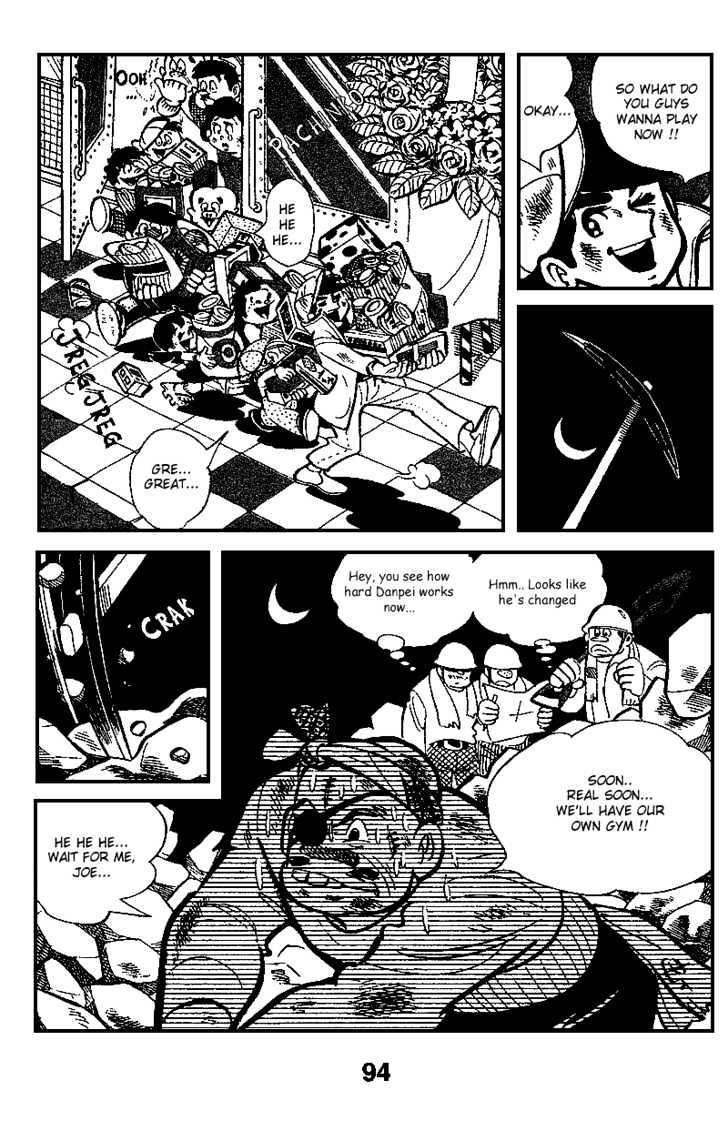 OOH
...
PACHINKO
HE
HE
HE...
JREG JREG
GRE...
GREAT...
OKAY...
SO WHAT DO
YOU GUYS
WANNA PLAY
NOW !!
CRAK
Hey, you see how
hard Danpei works
now...
Hmm.. Looks like
he's changed
SOON..
REAL SOON...
WE'LL HAVE OUR
OWN GYM !!
HE HE HE...
WAIT FOR ME,
JOE...
94